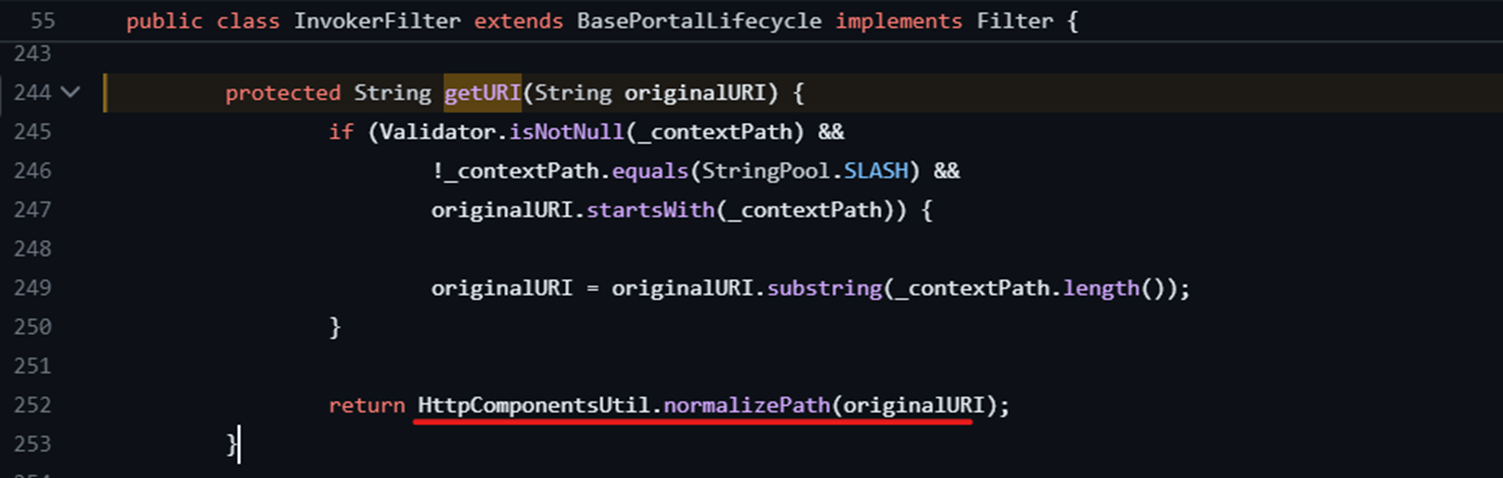 55 public class InvokerFilter extends BasePortalLifecycle implements Filter {
243
244 protected String getURI(String originalURI) {
245 if (Validator.isNotNull(_contextPath) &&
246 !_contextPath.equals(StringPool.SLASH) &&
247 originalURI.startsWith(_contextPath)) {
248
249 originalURI = originalURI.substring(_contextPath.length());
250 }
251
252 return HttpComponentsUtil.normalizePath(originalURI);
253 }